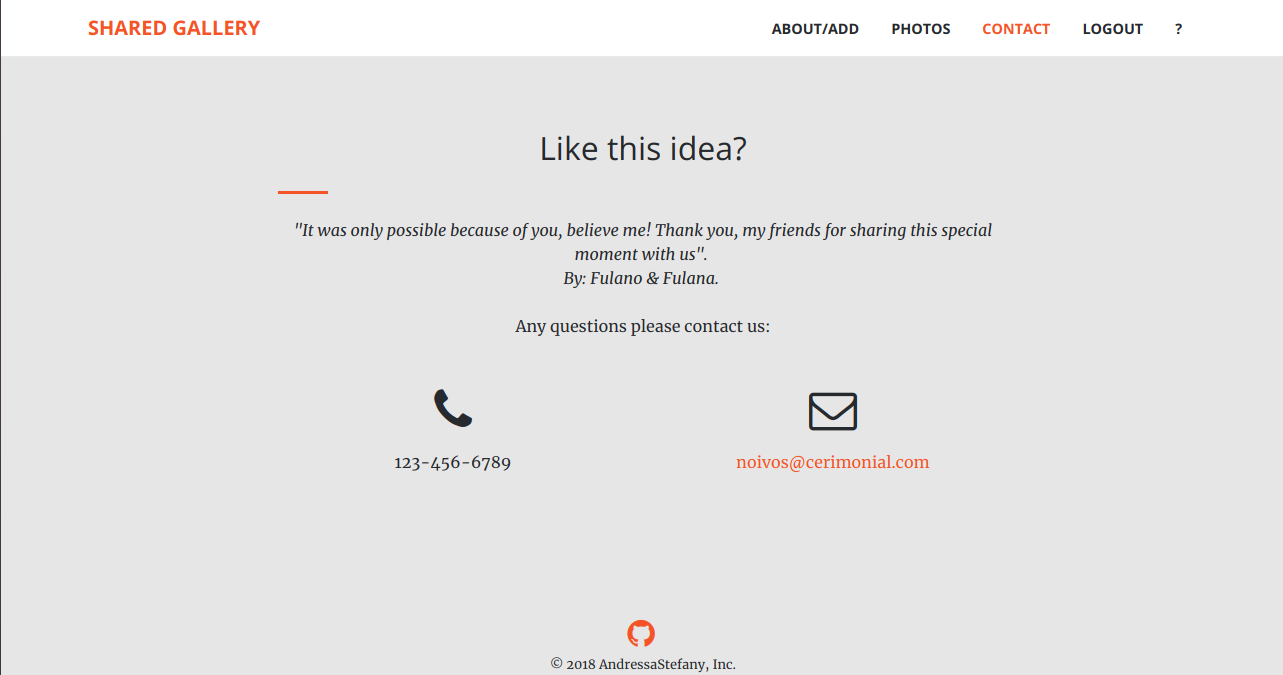 SHARED GALLERY
ABOUT/ADD PHOTOS CONTACT LOGOUT ?
Like this idea?
"It was only possible because of you, believe me! Thank you, my friends for sharing this special
moment with us".
By: Fulano & Fulana.
Any questions please contact us:
123-456-6789
noivos@cerimonial.com
© 2018 AndressaStefany, Inc.